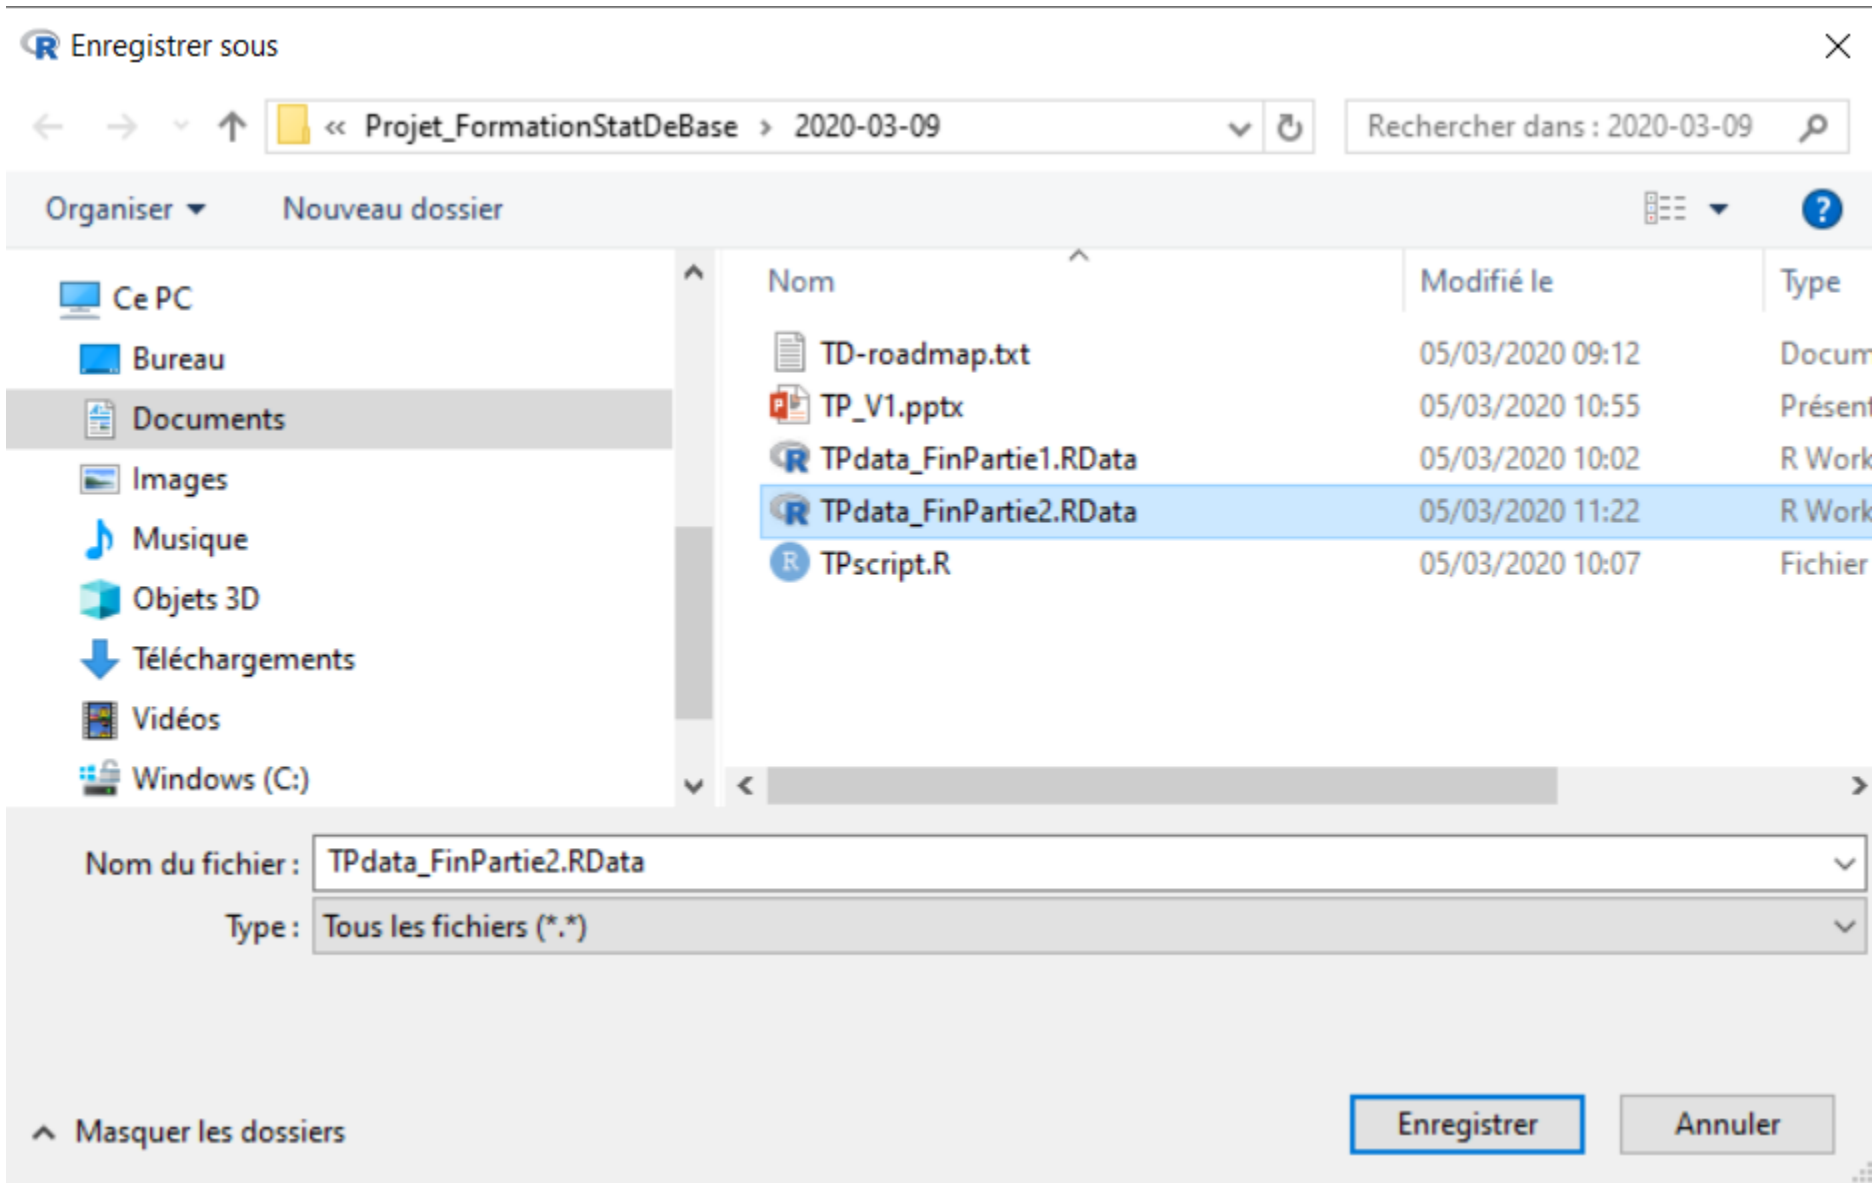 Enregistrer sous
« Projet_FormationStatDeBase > 2020-03-09 Rechercher dans : 2020-03-09
Organiser Nouveau dossier ?
Nom Modifié le Type
Ce PC
Bureau
Documents
Images
Musique
Objets 3D
Téléchargements
Vidéos
Windows (C:)
TD-roadmap.txt 05/03/2020 09:12 Docum
TP_V1.pptx 05/03/2020 10:55 Présent
TPdata_FinPartie1.RData 05/03/2020 10:02 R Work
TPdata_FinPartie2.RData 05/03/2020 11:22 R Work
TPscript.R 05/03/2020 10:07 Fichier
Nom du fichier : TPdata_FinPartie2.RData
Type : Tous les fichiers (*.*)
Masquer les dossiers Enregistrer Annuler